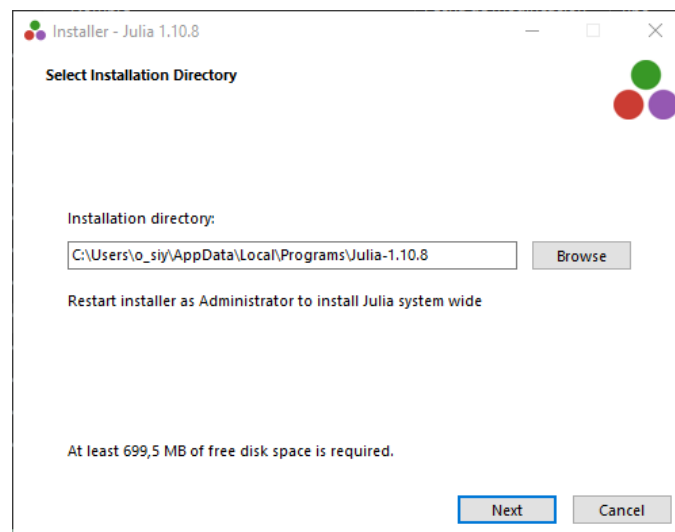 Installer - Julia 1.10.8
Select Installation Directory
Installation directory:
C:\Users\o_siy\AppData\Local\Programs\Julia-1.10.8
Browse
Restart installer as Administrator to install Julia system wide
At least 699,5 MB of free disk space is required.
Next Cancel